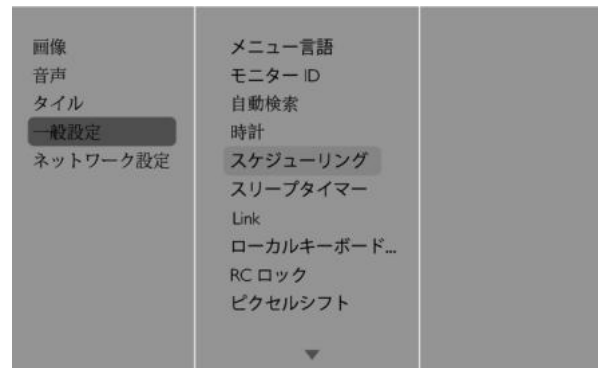 画像
音声
タイル
一般設定
ネットワーク設定
メニュー言語
モニター ID
自動検索
時計
スケジューリング
スリープタイマー
Link
ローカルキーボード...
RC ロック
ピクセルシフト